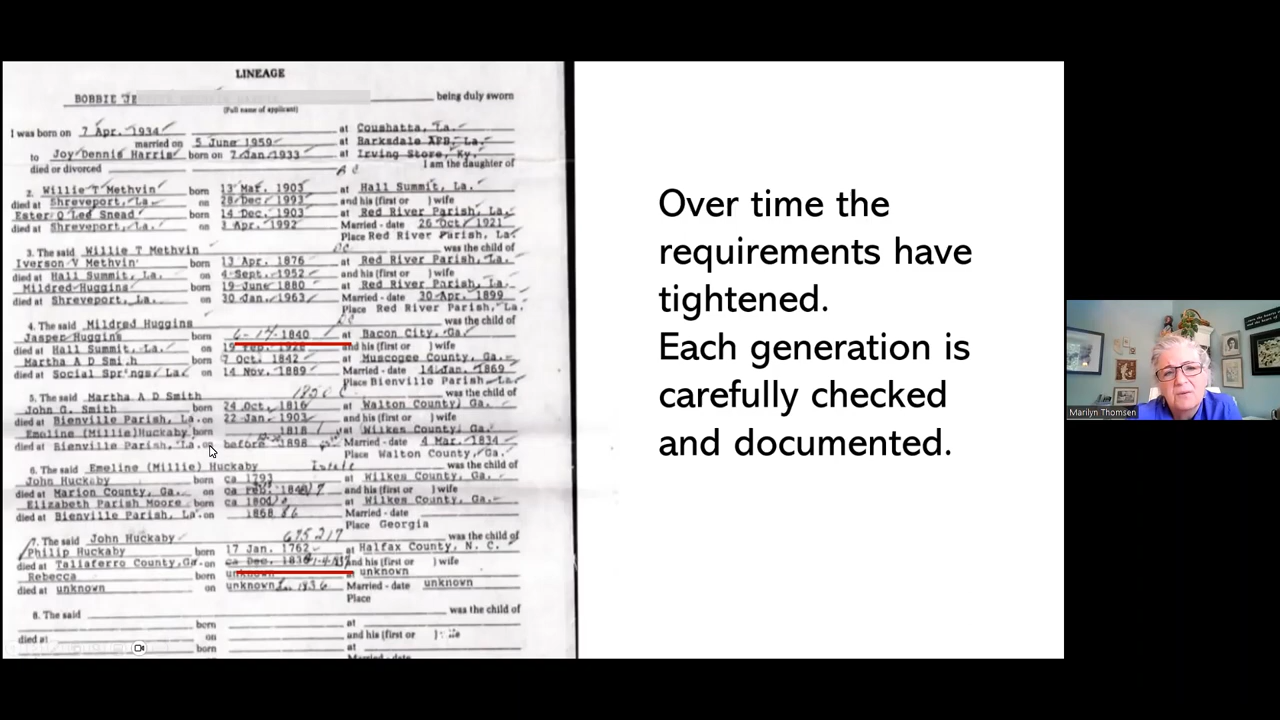 LINEAGE
BOBBIE JE being duly sworn
(Full name of applicant)
I was born on 7 Apr. 1934 at Coushatta, La.
married on 5 June 1959 at Barksdale AFB, La.
to Joy Dennis Harris born on 7 Jan 1933 at Irving Store, Ky.
died or divorced I am the daughter of
2. Willie T Methvin born 13 Mar. 1903 at Hall Summit, La.
died at Shreveport, La on 28 Dec. 1993 and his (first or ) wife
Ester O Lee Snead born 14 Dec. 1903 at Red River Parish, La.
died at Shreveport, La. on 3 Apr. 1992 Married - date 26 Oct 1921
Place Red River Parish, La.
3. The said Willie T Methvin was the child of
Iverson V Methvin born 13 Apr. 1876 at Red River Parish, La.
died at Hall Summit, La. on 4 Sept. 1952 and his (first or ) wife
Mildred Huggins born 19 June 1880 at Red River Parish, La.
died at Shreveport, La. on 30 Jan. 1963 Married - date 30 Apr. 1899
Place Red River Parish, La.
4. The said Mildred Huggins was the child of
Jasper Huggins born 6-17-1840 at Bacon City, Ga
died at Hall Summit, La. on and his (first or ) wife
Martha A D Smith born 7 Oct. 1842 at Muscogee County, Ga.
died at Social Springs, La on 14 Nov. 1889 Married - date 14 Jan. 1869
Place Bienville Parish, La
5. The said Martha A D Smith was the child of
John G. Smith born 24 Oct. 1816 at Walton County, Ga.
died at Bienville Parish, La. on 22 Jan. 1903 and his (first or ) wife
Emeline (Millie) Huckaby born 1818 at Wilkes County, Ga.
died at Bienville Parish, La. on before 1898 Married - date 4 Mar. 1834
Place Walton County, Ga.
6. The said Emeline (Millie) Huckaby was the child of
John Huckaby born ca 1793 at Wilkes County, Ga.
died at Marion County, Ga. on ca Feb. and his (first or ) wife
Elizabeth Parish Moore born ca at Wilkes County, Ga.
died at Bienville Parish, La. on 1868 Married - date
Place Georgia
7. The said John Huckaby 675217 was the child of
Philip Huckaby born 17 Jan. 1762 at Halfax County, N. C.
died at Taliaferro County, Ga on ca Dec. and his (first or ) wife
Rebecca born unknown at unknown
died at unknown on unknown 1836 Married - date unknown
Place
8. The said was the child of
born at
died at on and his (first or ) wife
born at
Over time the
requirements have
tightened.
Each generation is
carefully checked
and documented.
Marilyn Thomsen